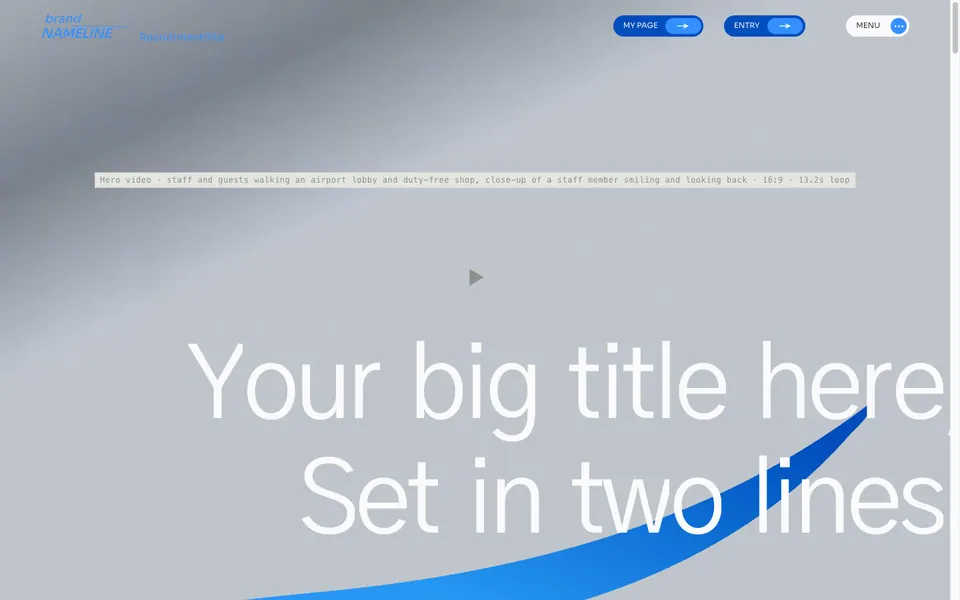 brand
NAMELINE
Recruitment Site
MY PAGE
ENTRY
MENU
Hero video · staff and guests walking an airport lobby and duty-free shop, close-up of a staff member smiling and looking back · 16:9 · 13.2s loop
Your big title here,
Set in two lines